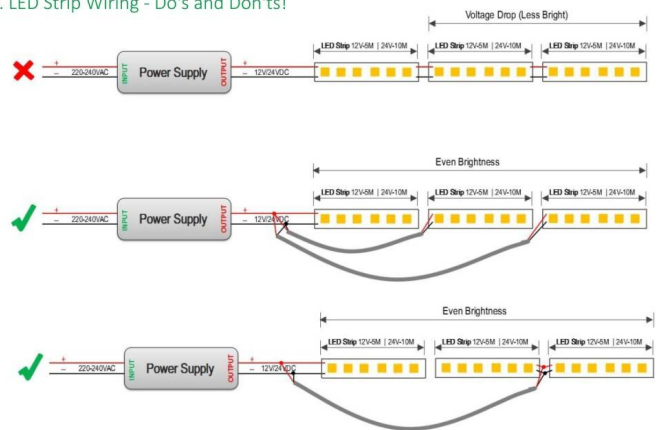 . LED Strip Wiring - Do's and Don'ts!
Voltage Drop (Less Bright)
LED Strip 12V-5M | 24V-10M
LED Strip 12V-5M | 24V-10M
LED Strip 12V-5M | 24V-10M
+
− 220-240VAC
INPUT
Power Supply
OUTPUT
+
− 12V/24VDC
Even Brightness
LED Strip 12V-5M | 24V-10M
LED Strip 12V-5M | 24V-10M
LED Strip 12V-5M | 24V-10M
+
− 220-240VAC
INPUT
Power Supply
OUTPUT
+
− 12V/24VDC
Even Brightness
LED Strip 12V-5M | 24V-10M
LED Strip 12V-5M | 24V-10M
LED Strip 12V-5M | 24V-10M
+
− 220-240VAC
INPUT
Power Supply
OUTPUT
+
− 12V/24VDC